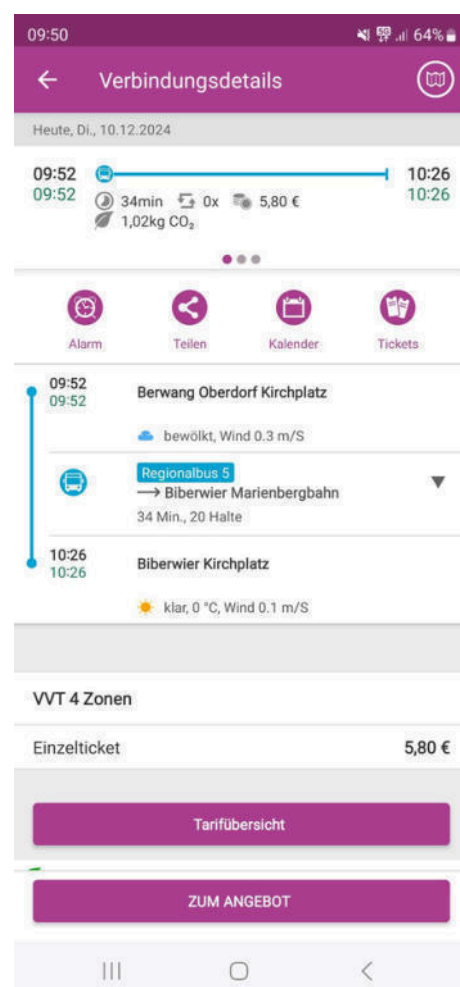 09:50 64%
Verbindungsdetails
Heute, Di., 10.12.2024
09:52 10:26
09:52 34min 0x 5,80 € 10:26
1,02kg CO₂
Alarm Teilen Kalender Tickets
09:52
09:52
Berwang Oberdorf Kirchplatz
bewölkt, Wind 0.3 m/S
Regionalbus 5
→ Biberwier Marienbergbahn
34 Min., 20 Halte
10:26
10:26
Biberwier Kirchplatz
klar, 0 °C, Wind 0.1 m/S
VVT 4 Zonen
Einzelticket 5,80 €
Tarifübersicht
ZUM ANGEBOT